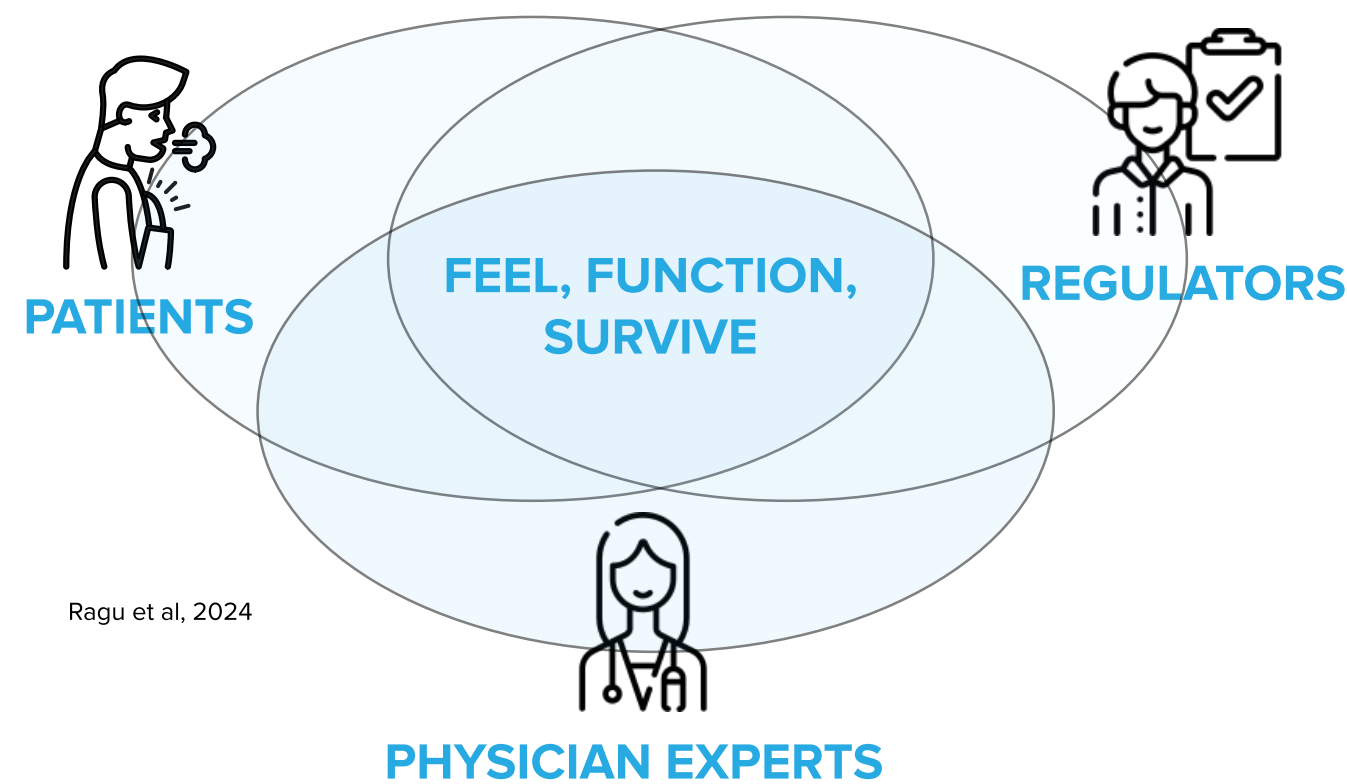 FEEL, FUNCTION,
SURVIVE
PATIENTS
REGULATORS
Ragu et al, 2024
PHYSICIAN EXPERTS